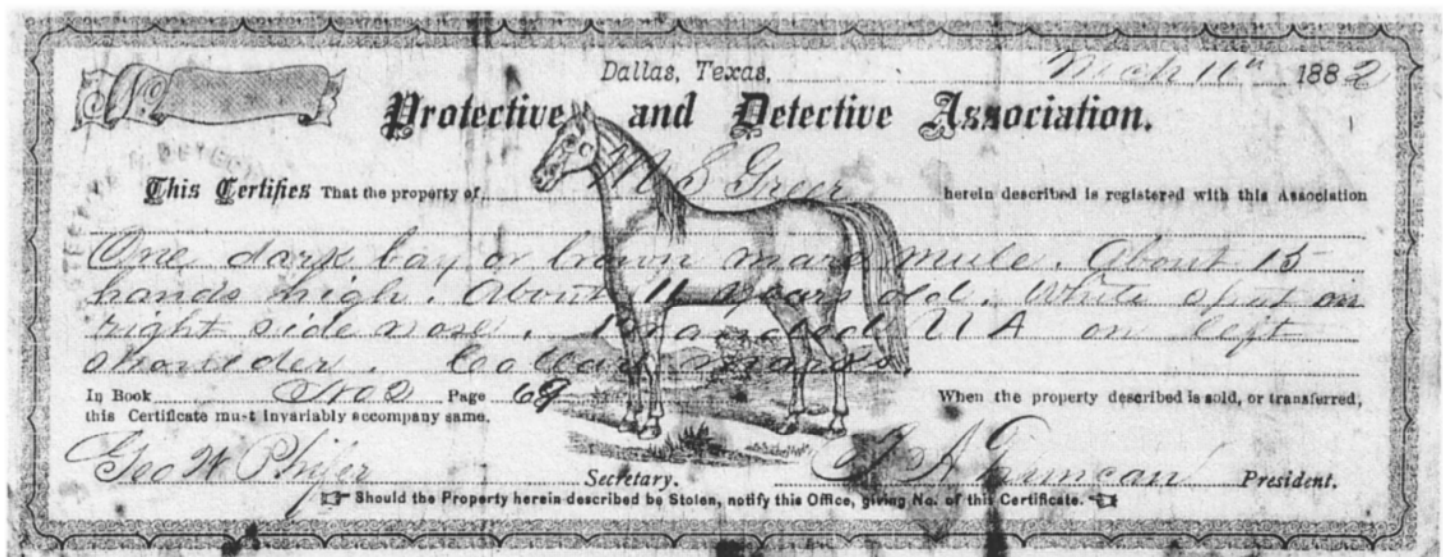 No.
Dallas, Texas, March 11th 1882
Protective and Detective Association.
This Certifies That the property of M S Greer herein described is registered with this Association
One dark bay or brown mare mule. About 15
hands high. About 11 years old. White spot on
right side nose. Branded U A on left
shoulder. Collar marks.
In Book No 2 Page 69 When the property described is sold, or transferred,
this Certificate must invariably accompany same.
Geo W Phifer Secretary. President.
Should the Property herein described be Stolen, notify this Office, giving No. of this Certificate.